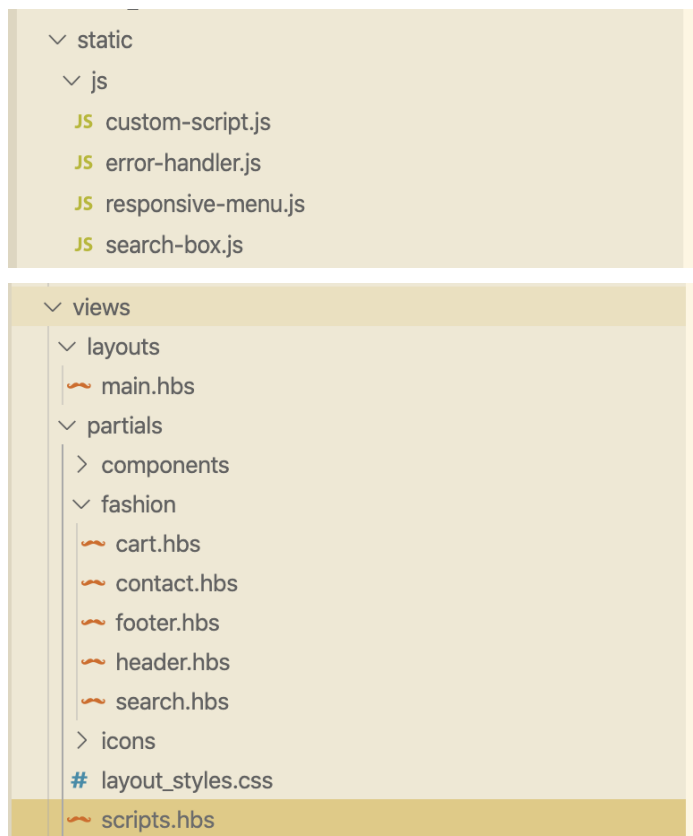 static
js
JS custom-script.js
JS error-handler.js
JS responsive-menu.js
JS search-box.js
views
layouts
main.hbs
partials
components
fashion
cart.hbs
contact.hbs
footer.hbs
header.hbs
search.hbs
icons
# layout_styles.css
scripts.hbs